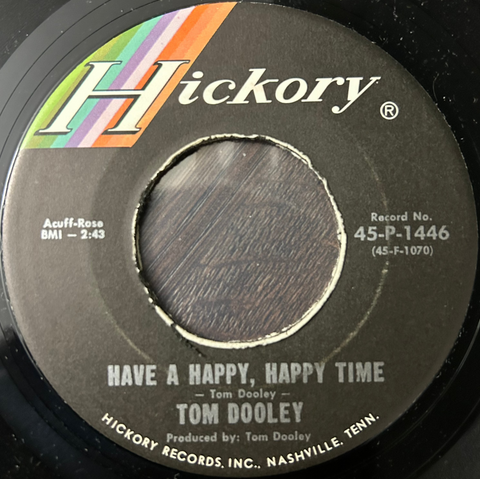 Hickory ®
Acuff-Rose
BMI — 2:43
Record No.
45-P-1446
(45-F-1070)
HAVE A HAPPY, HAPPY TIME
— Tom Dooley —
TOM DOOLEY
Produced by: Tom Dooley
HICKORY RECORDS, INC., NASHVILLE, TENN.